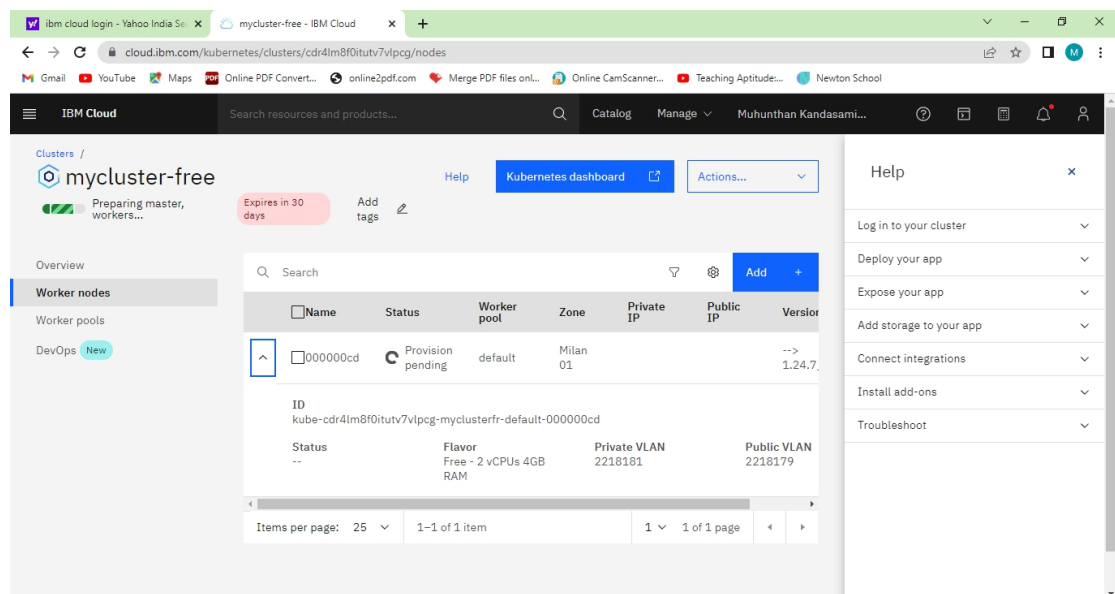 ibm cloud login - Yahoo India Se
mycluster-free - IBM Cloud
cloud.ibm.com/kubernetes/clusters/cdr4lm8f0itutv7vlpcg/nodes
M
Gmail YouTube Maps Online PDF Convert... online2pdf.com Merge PDF files onl... Online CamScanner... Teaching Aptitude:... Newton School
IBM Cloud Search resources and products... Catalog Manage Muhunthan Kandasami...
Clusters /
mycluster-free
Help Kubernetes dashboard Actions...
Preparing master,
workers...
Expires in 30
days
Add
tags
Overview
Worker nodes
Worker pools
DevOps New
Search
Add +
Name Status Worker
pool Zone Private
IP Public
IP Version
000000cd Provision
pending default Milan
01 -->
1.24.7
ID
kube-cdr4lm8f0itutv7vlpcg-myclusterfr-default-000000cd
Status Flavor Private VLAN Public VLAN
-- Free - 2 vCPUs 4GB
RAM 2218181 2218179
Items per page: 25 1–1 of 1 item 1 1 of 1 page
Help
Log in to your cluster
Deploy your app
Expose your app
Add storage to your app
Connect integrations
Install add-ons
Troubleshoot